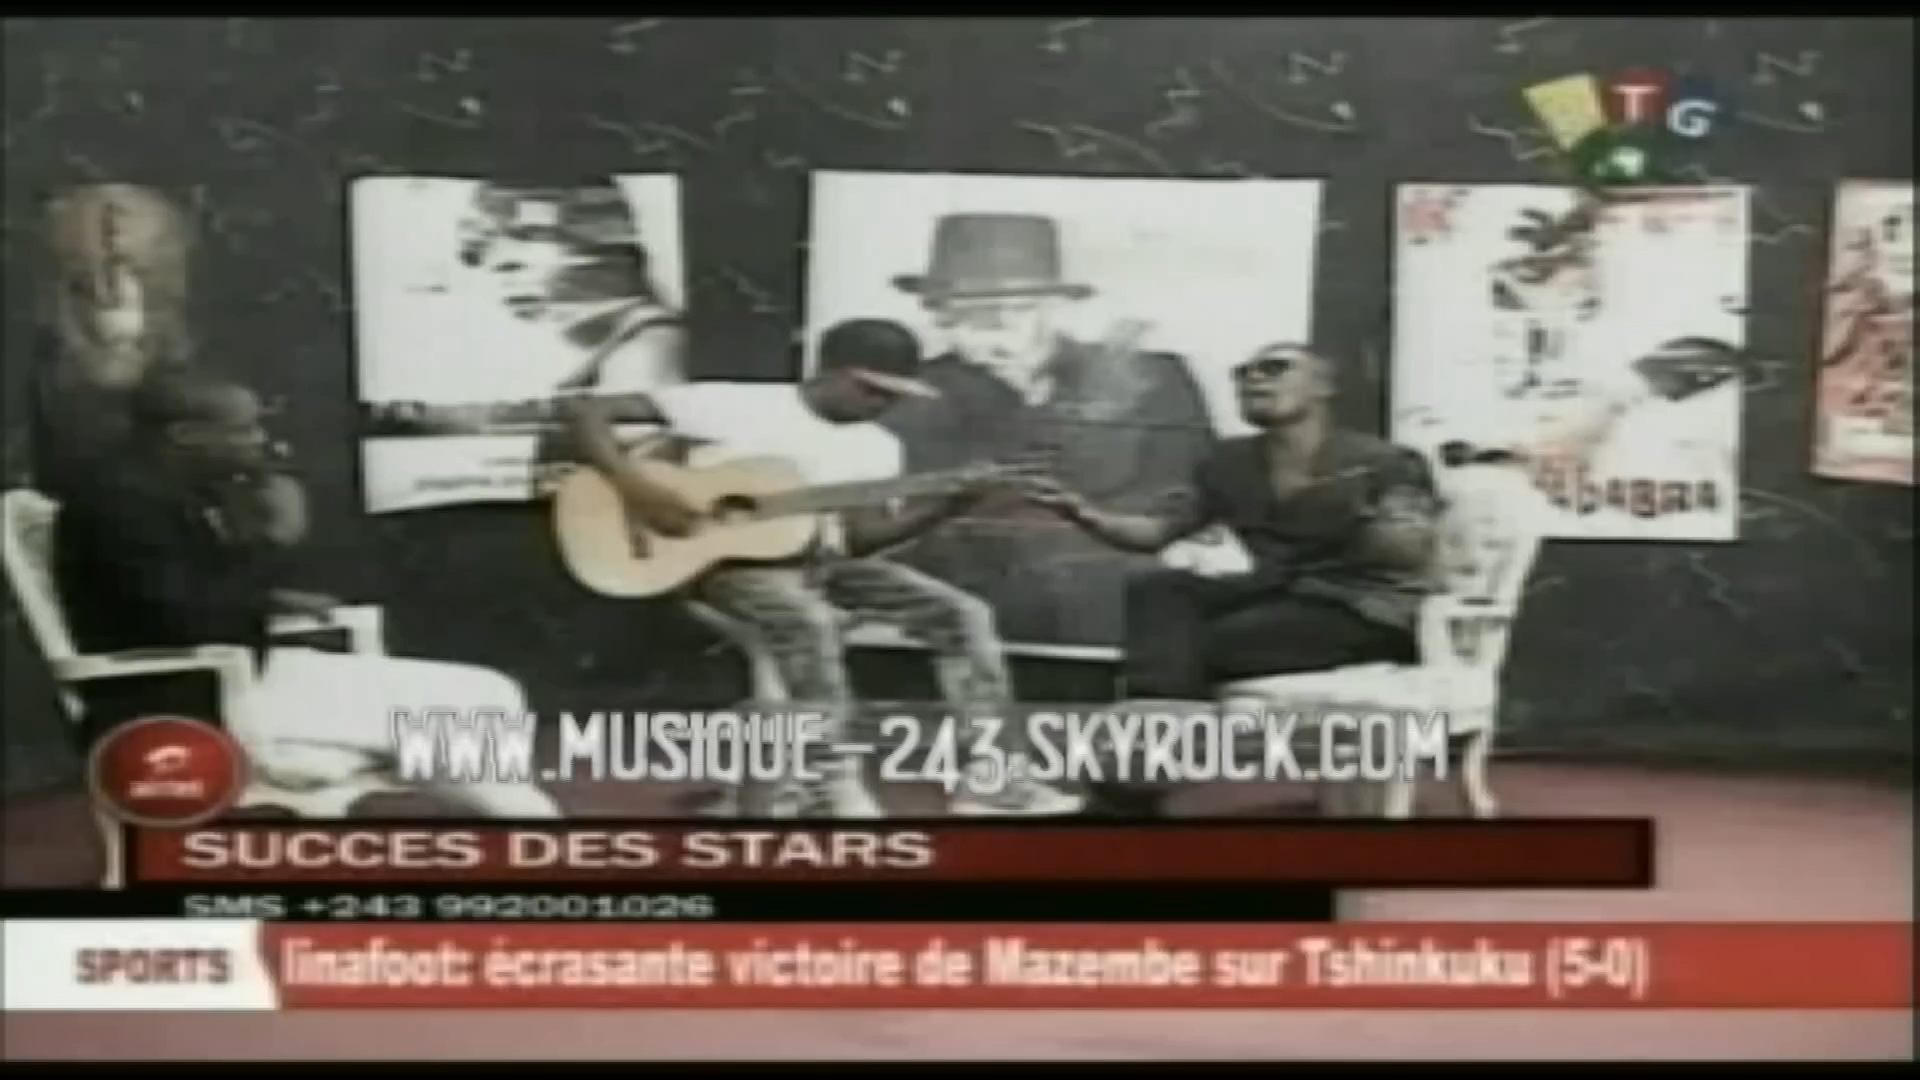 TG
WWW.MUSIQUE-243.SKYROCK.COM
SUCCES DES STARS
SMS +243 992001026
SPORTS
linafoot: écrasante victoire de Mazembe sur Tshinkuku (5-0)